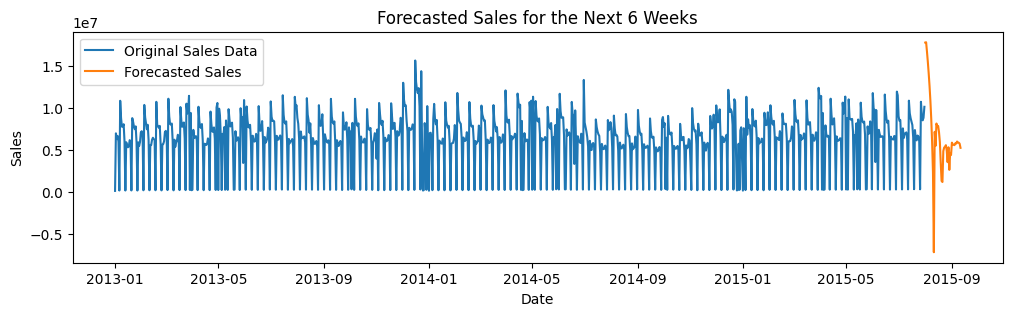 Forecasted Sales for the Next 6 Weeks
1e7
Original Sales Data
Forecasted Sales
1.5
1.0
0.5
0.0
−0.5
Sales
2013-01 2013-05 2013-09 2014-01 2014-05 2014-09 2015-01 2015-05 2015-09
Date